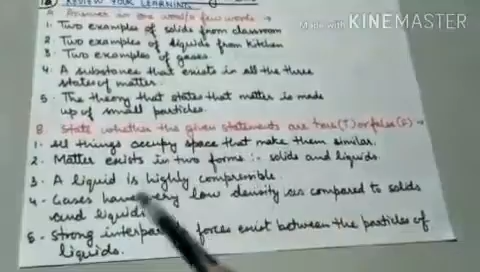 Made with KINEMASTER
REVIEW YOUR LEARNING
A. Answer in one word/a few words :-
1. Two examples of solids from classroom
2. Two examples of liquids from kitchen
3. Two examples of gases.
4. A substance that exists in all the three
states of matter.
5. The theory that states that matter is made
up of small particles.
B. State whether the given statements are true (T) or false (F) :-
1. All things occupy space that make them similar.
2. Matter exists in two forms :- solids and liquids.
3. A liquid is highly compressible.
4. Gases have very low density as compared to solids
and liquids
5. Strong forces exist between the particles of
liquids.